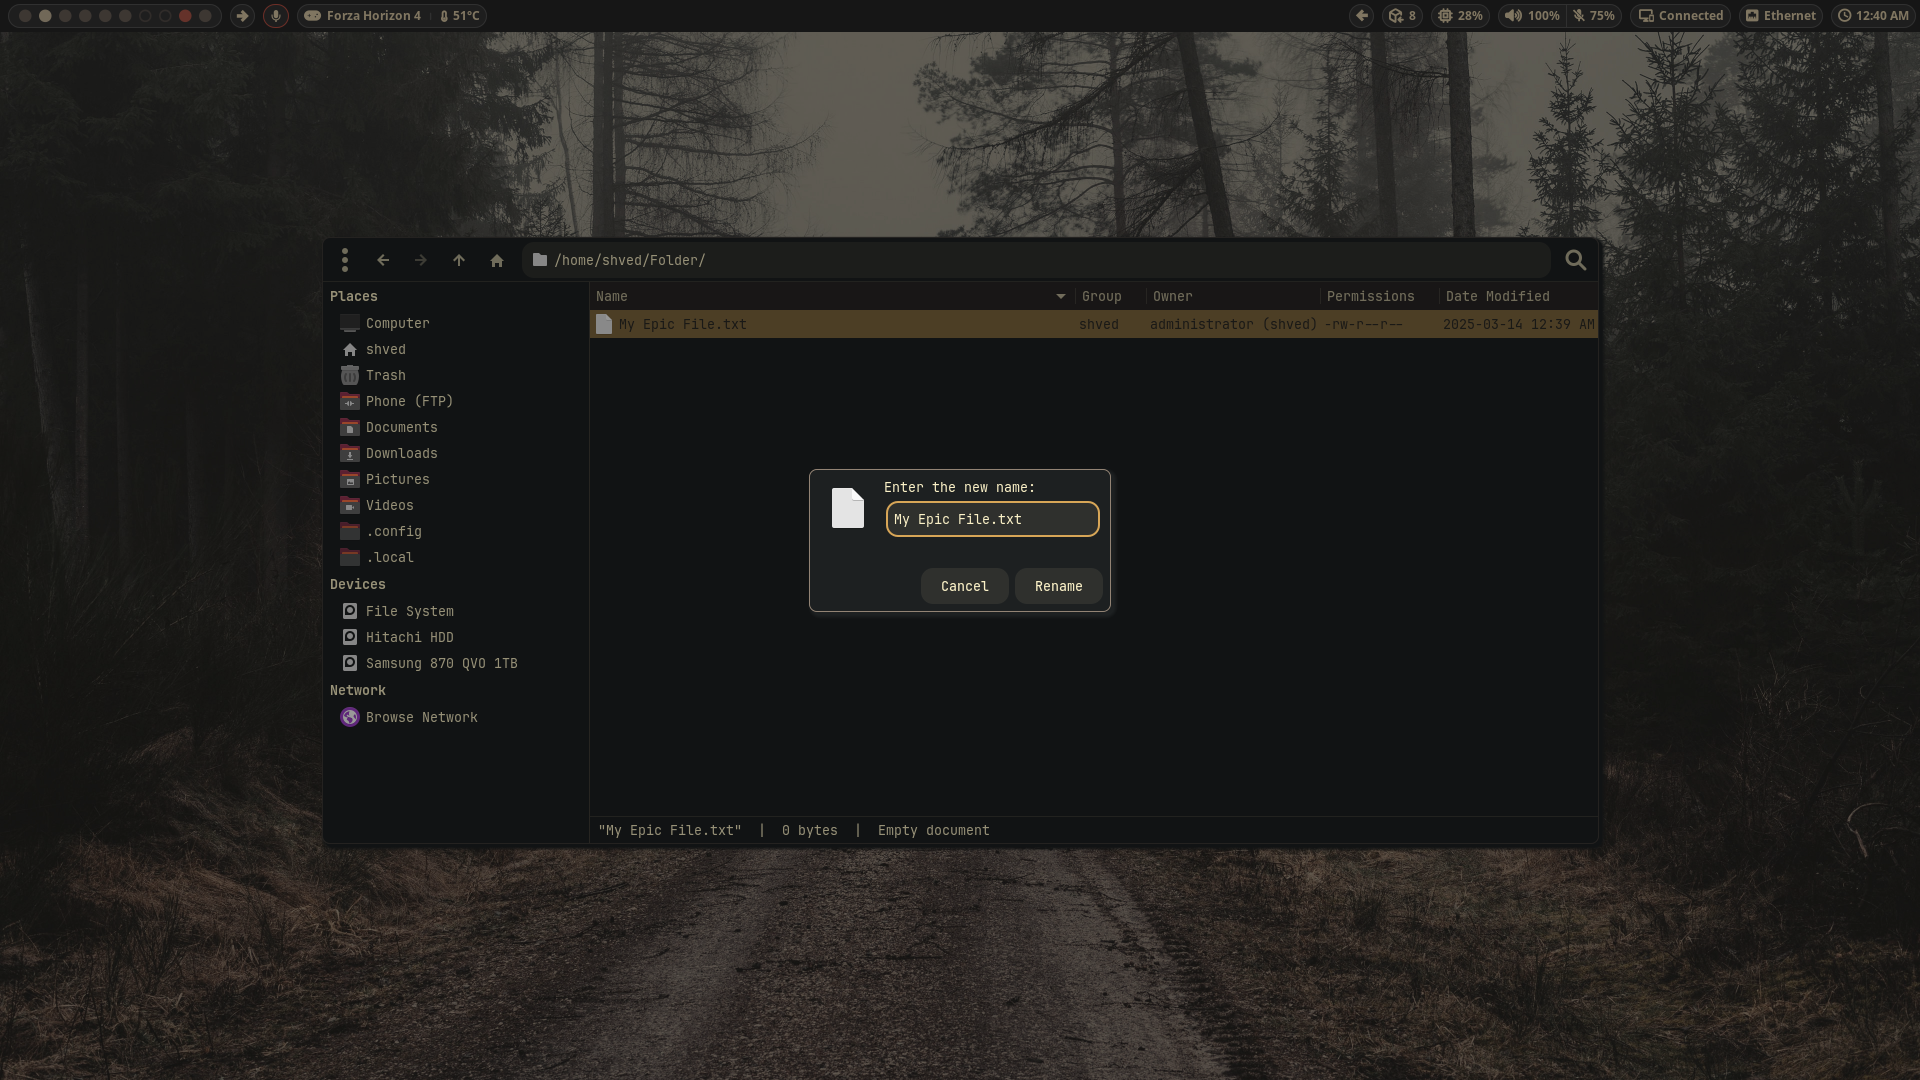 Forza Horizon 4 51°C
8 28% 100% 75% Connected Ethernet 12:40 AM
/home/shved/Folder/
Places
Computer
shved
Trash
Phone (FTP)
Documents
Downloads
Pictures
Videos
.config
.local
Devices
File System
Hitachi HDD
Samsung 870 QVO 1TB
Network
Browse Network
Name Group Owner Permissions Date Modified
My Epic File.txt shved administrator (shved) -rw-r--r-- 2025-03-14 12:39 AM
Enter the new name:
My Epic File.txt
Cancel Rename
"My Epic File.txt" | 0 bytes | Empty document